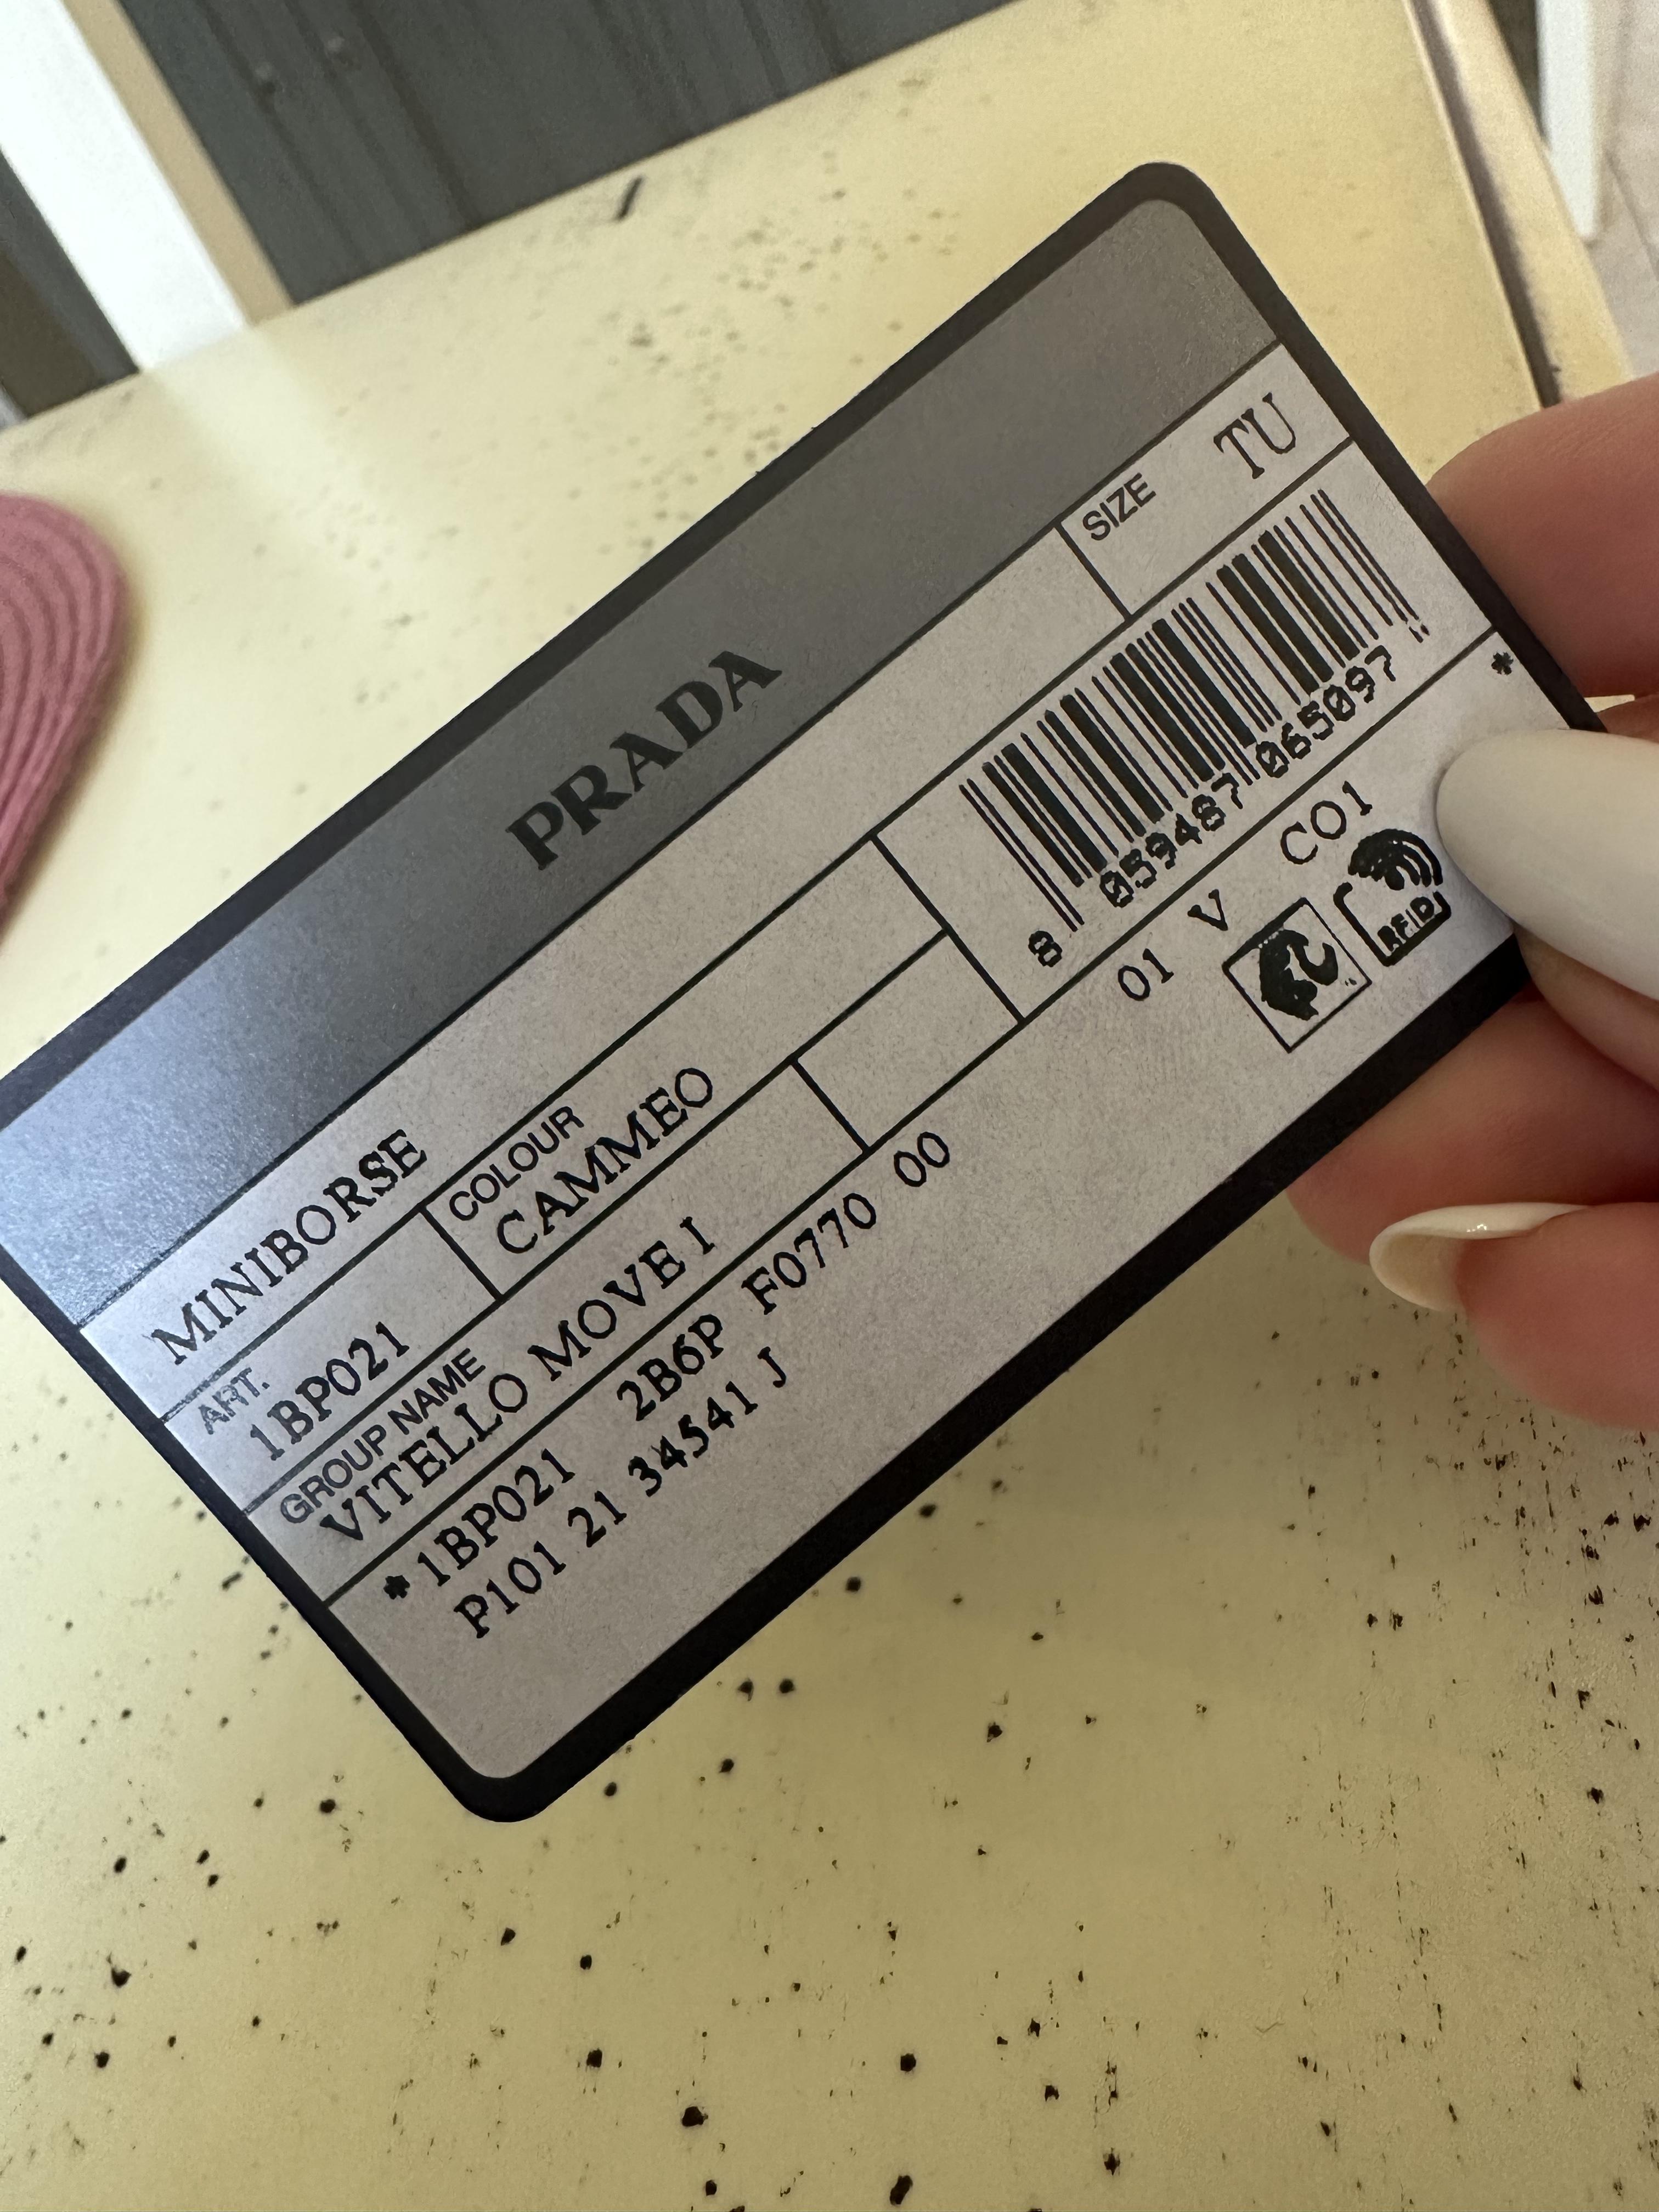 PRADA
MINIBORSE
SIZE
TU
ART.
1BP021
COLOUR
CAMMEO
GROUP NAME
VITELLO MOVE I
8 059487 065097
* 1BP021 2B6P F0770 00 01 V CO1 *
P101 21 34541 J
RFID